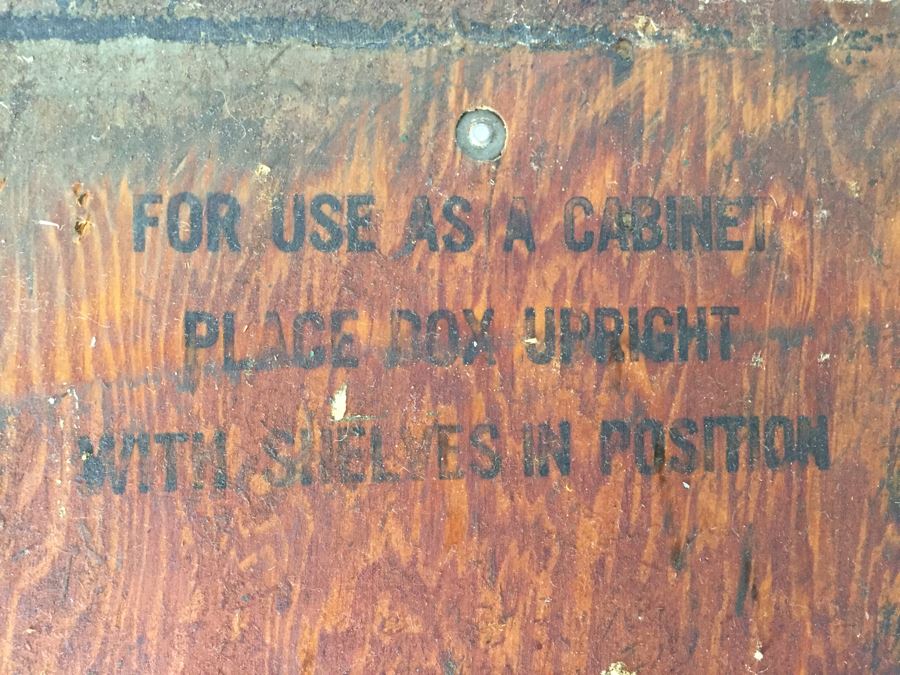 FOR USE AS A CABINET
PLACE BOX UPRIGHT
WITH SHELVES IN POSITION